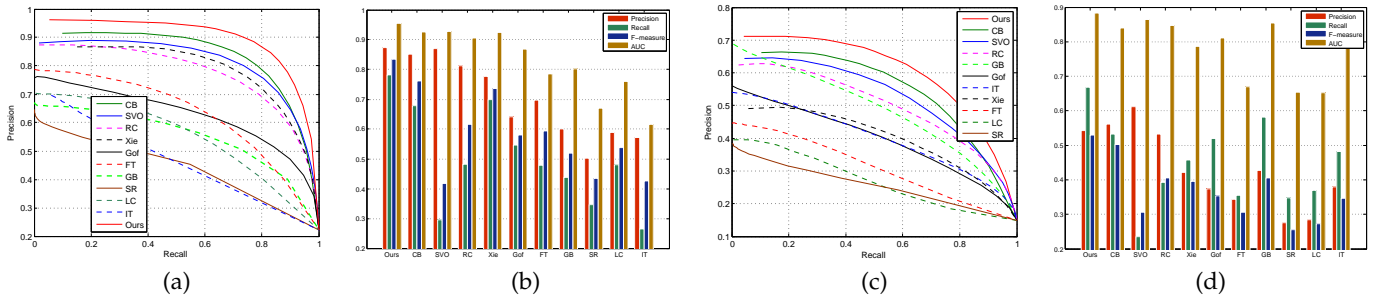 1
0.9
0.8
0.7
0.6
0.5
0.4
0.3
0.2
0 0.2 0.4 0.6 0.8 1
Precision
Recall
CB
SVO
RC
Xie
Gof
FT
GB
SR
LC
IT
Ours
(a)
1
0.9
0.8
0.7
0.6
0.5
0.4
0.3
0.2
Ours CB SVO RC Xie Gof FT GB SR LC IT
Precision
Recall
F-measure
AUC
(b)
0.8
0.7
0.6
0.5
0.4
0.3
0.2
0.1
0 0.2 0.4 0.6 0.8 1
Precision
Recall
Ours
CB
SVO
RC
GB
Gof
IT
Xie
FT
LC
SR
(c)
0.9
0.8
0.7
0.6
0.5
0.4
0.3
0.2
Ours CB SVO RC Xie Gof FT GB SR LC IT
Precision
Recall
F-measure
AUC
(d)